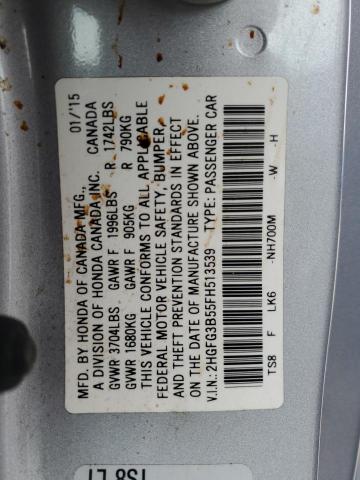 MFD. BY HONDA OF CANADA MFG., 01/'15
A DIVISION OF HONDA CANADA INC. CANADA
GVWR 3704LBS GAWR F 1996LBS R 1742LBS
GVWR 1680KG GAWR F 905KG R 790KG
THIS VEHICLE CONFORMS TO ALL APPLICABLE
FEDERAL MOTOR VEHICLE SAFETY, BUMPER,
AND THEFT PREVENTION STANDARDS IN EFFECT
ON THE DATE OF MANUFACTURE SHOWN ABOVE.
V.I.N.: 2HGFG3B55FH513539 TYPE: PASSENGER CAR
TS8 F LK6 -NH700M -W -H
TS8 L1